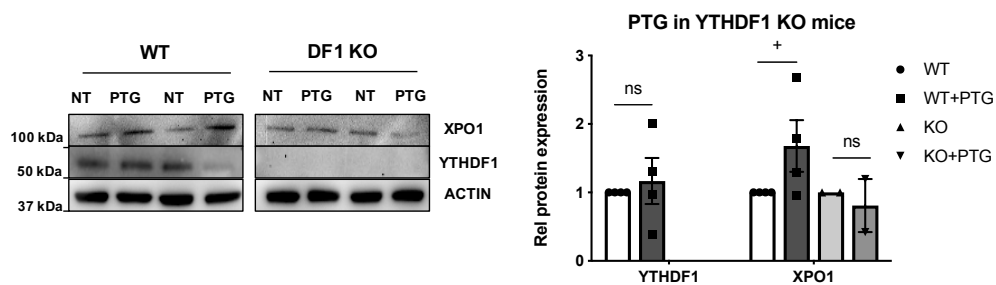 WT DF1 KO
NT PTG NT PTG NT PTG NT PTG
100 kDa XPO1
50 kDa YTHDF1
37 kDa ACTIN
PTG in YTHDF1 KO mice
Rel protein expression
3
2
1
0
ns + ns
YTHDF1 XPO1
WT
WT+PTG
KO
KO+PTG